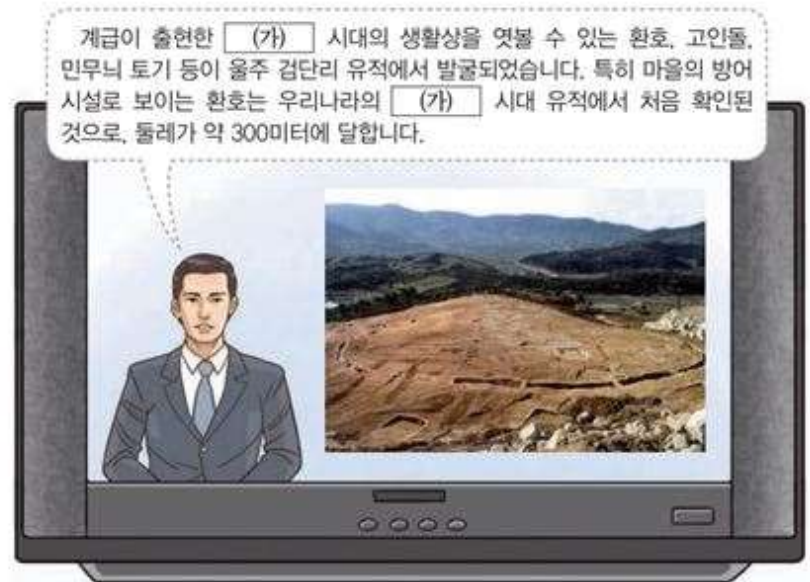 계급이 출현한 (가) 시대의 생활상을 엿볼 수 있는 환호, 고인돌,
민무늬 토기 등이 울주 검단리 유적에서 발굴되었습니다. 특히 마을의 방어
시설로 보이는 환호는 우리나라의 (가) 시대 유적에서 처음 확인된
것으로, 둘레가 약 300미터에 달합니다.